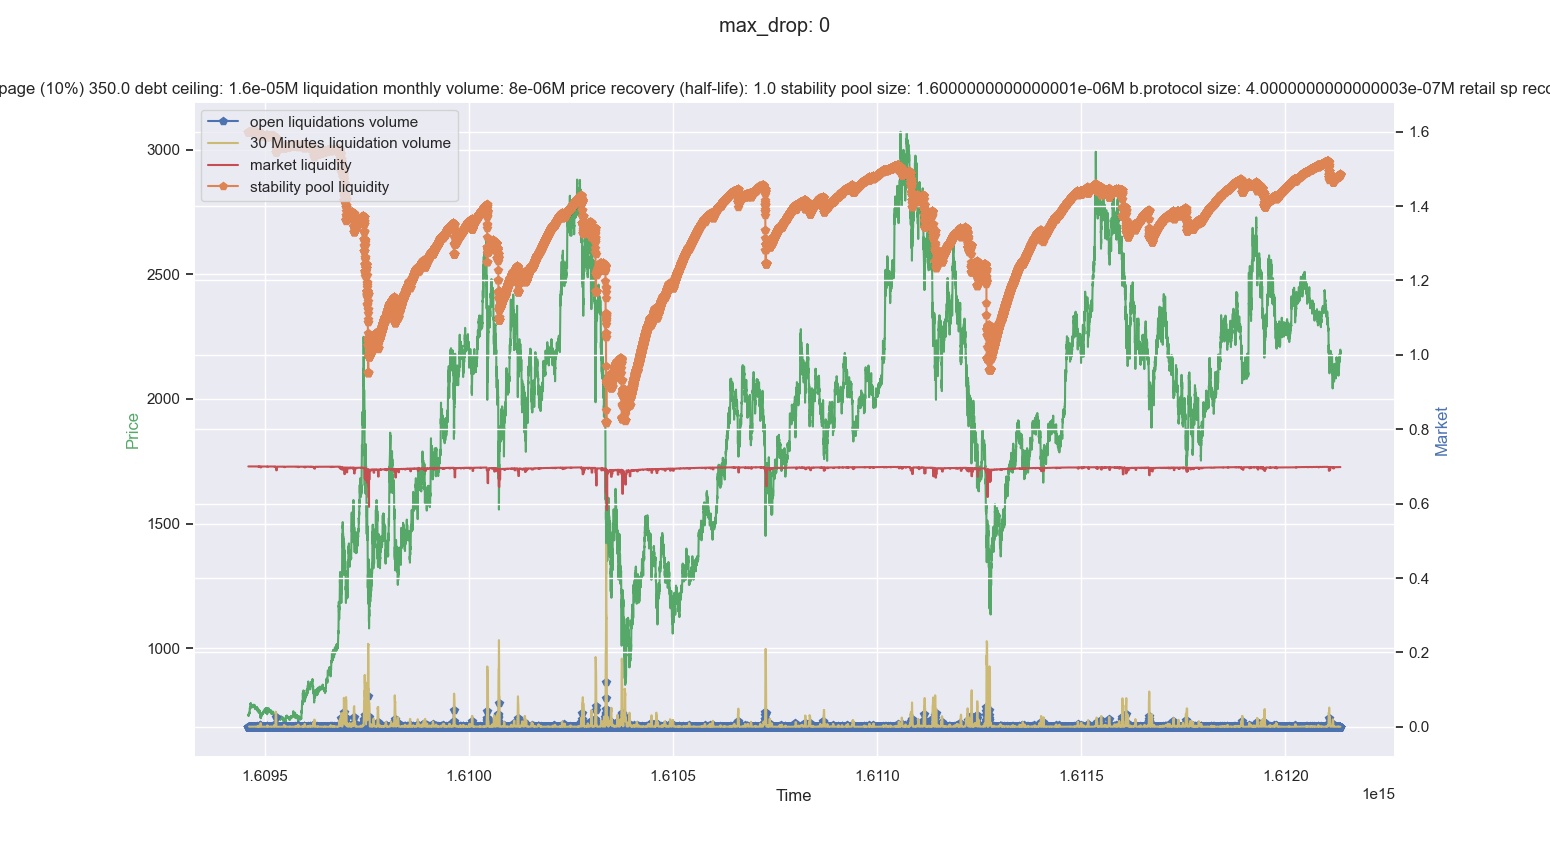 max_drop: 0
page (10%) 350.0 debt ceiling: 1.6e-05M liquidation monthly volume: 8e-06M price recovery (half-life): 1.0 stability pool size: 1.6000000000000001e-06M b.protocol size: 4.0000000000000003e-07M retail sp reco
open liquidations volume
30 Minutes liquidation volume
market liquidity
stability pool liquidity
3000
2500
2000
1500
1000
Price
1.6
1.4
1.2
1.0
0.8
0.6
0.4
0.2
0.0
Market
1.6095
1.6100
1.6105
1.6110
1.6115
1.6120
Time
1e15